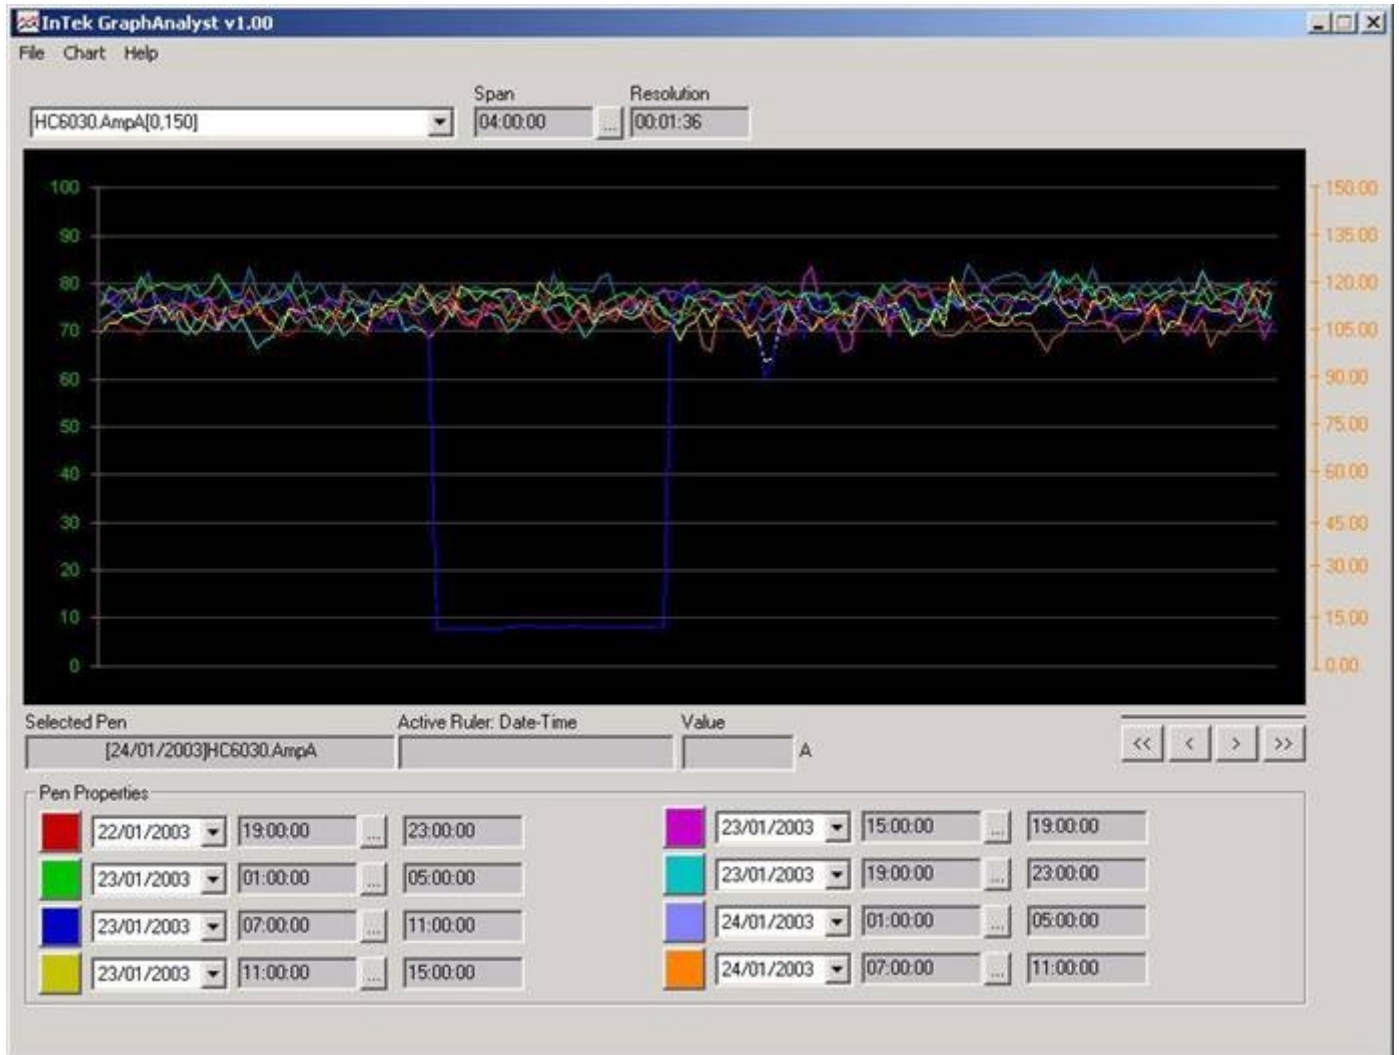 InTek GraphAnalyst v1.00
File Chart Help
Span Resolution
HC6030.AmpA[0,150] 04:00:00 ... 00:01:36
100 150.00
90 135.00
80 120.00
70 105.00
60 90.00
50 75.00
40 60.00
30 45.00
20 30.00
10 15.00
0 0.00
Selected Pen Active Ruler: Date-Time Value
[24/01/2003]HC6030.AmpA A << < > >>
Pen Properties
22/01/2003 19:00:00 ... 23:00:00 23/01/2003 15:00:00 ... 19:00:00
23/01/2003 01:00:00 ... 05:00:00 23/01/2003 19:00:00 ... 23:00:00
23/01/2003 07:00:00 ... 11:00:00 24/01/2003 01:00:00 ... 05:00:00
23/01/2003 11:00:00 ... 15:00:00 24/01/2003 07:00:00 ... 11:00:00